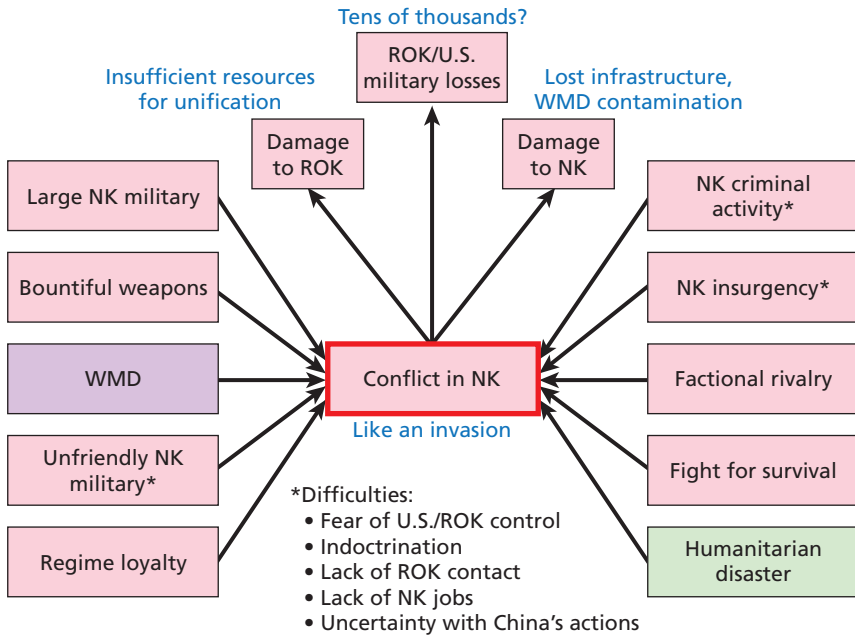 Tens of thousands?
ROK/U.S.
military losses
Insufficient resources
for unification
Lost infrastructure,
WMD contamination
Damage
to ROK
Damage
to NK
Large NK military
Bountiful weapons
WMD
Unfriendly NK
military*
Regime loyalty
Conflict in NK
Like an invasion
NK criminal
activity*
NK insurgency*
Factional rivalry
Fight for survival
Humanitarian
disaster
*Difficulties:
• Fear of U.S./ROK control
• Indoctrination
• Lack of ROK contact
• Lack of NK jobs
• Uncertainty with China’s actions